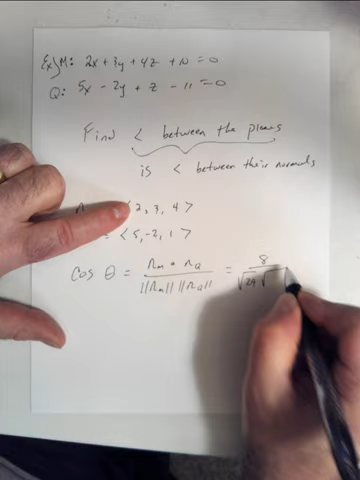 Ex) M: 2x + 3y + 4z + 10 = 0
Q: 5x - 2y + z - 11 = 0
Find < between the planes
is < between their normals
< 2, 3, 4 >
= < 5, -2, 1 >
cos θ = n_m • n_Q / ||n_m|| ||n_Q|| = 8 / √29 √